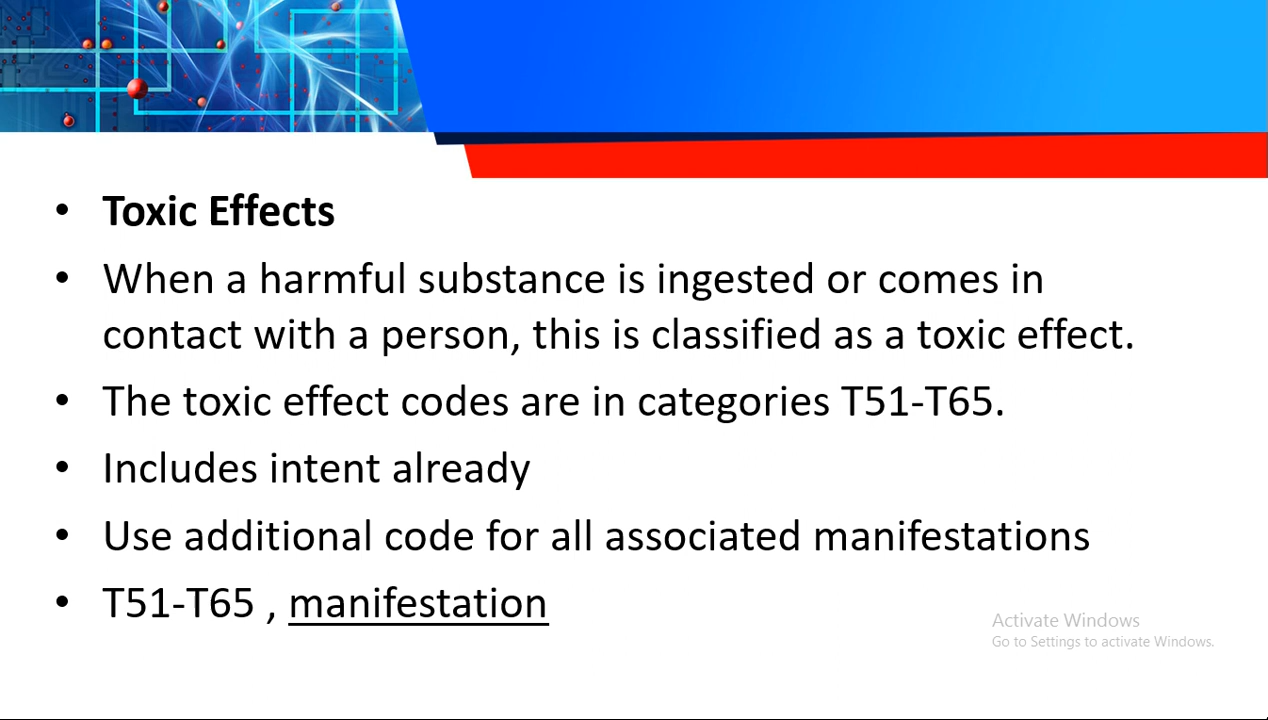 • Toxic Effects
• When a harmful substance is ingested or comes in
contact with a person, this is classified as a toxic effect.
• The toxic effect codes are in categories T51-T65.
• Includes intent already
• Use additional code for all associated manifestations
• T51-T65 , manifestation
Activate Windows
Go to Settings to activate Windows.